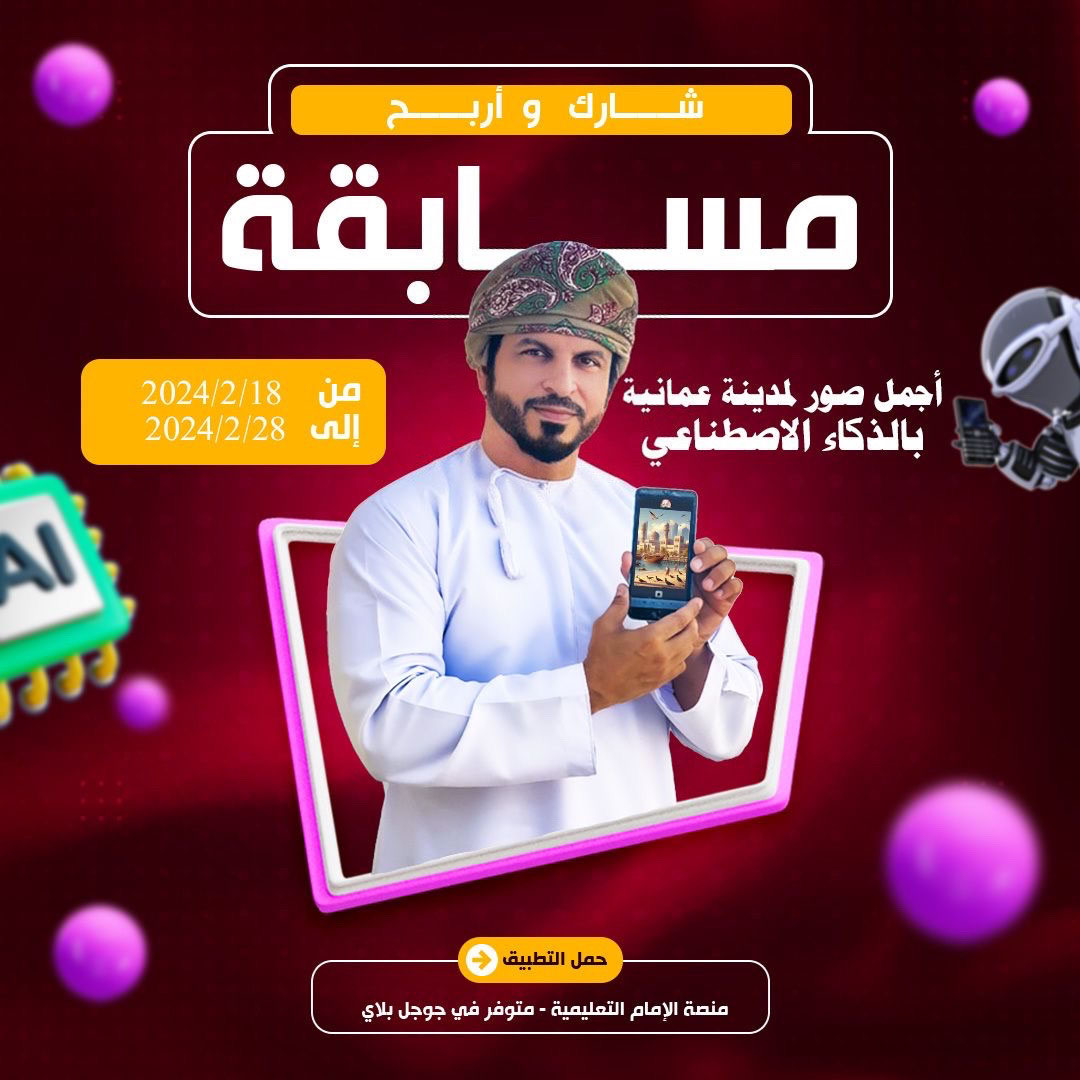 شارك و أربح
مسابقة
أجمل صور لمدينة عمانية
بالذكاء الاصطناعي
من 2024/2/18
إلى 2024/2/28
AI
حمل التطبيق
منصة الإمام التعليمية - متوفر في جوجل بلاي